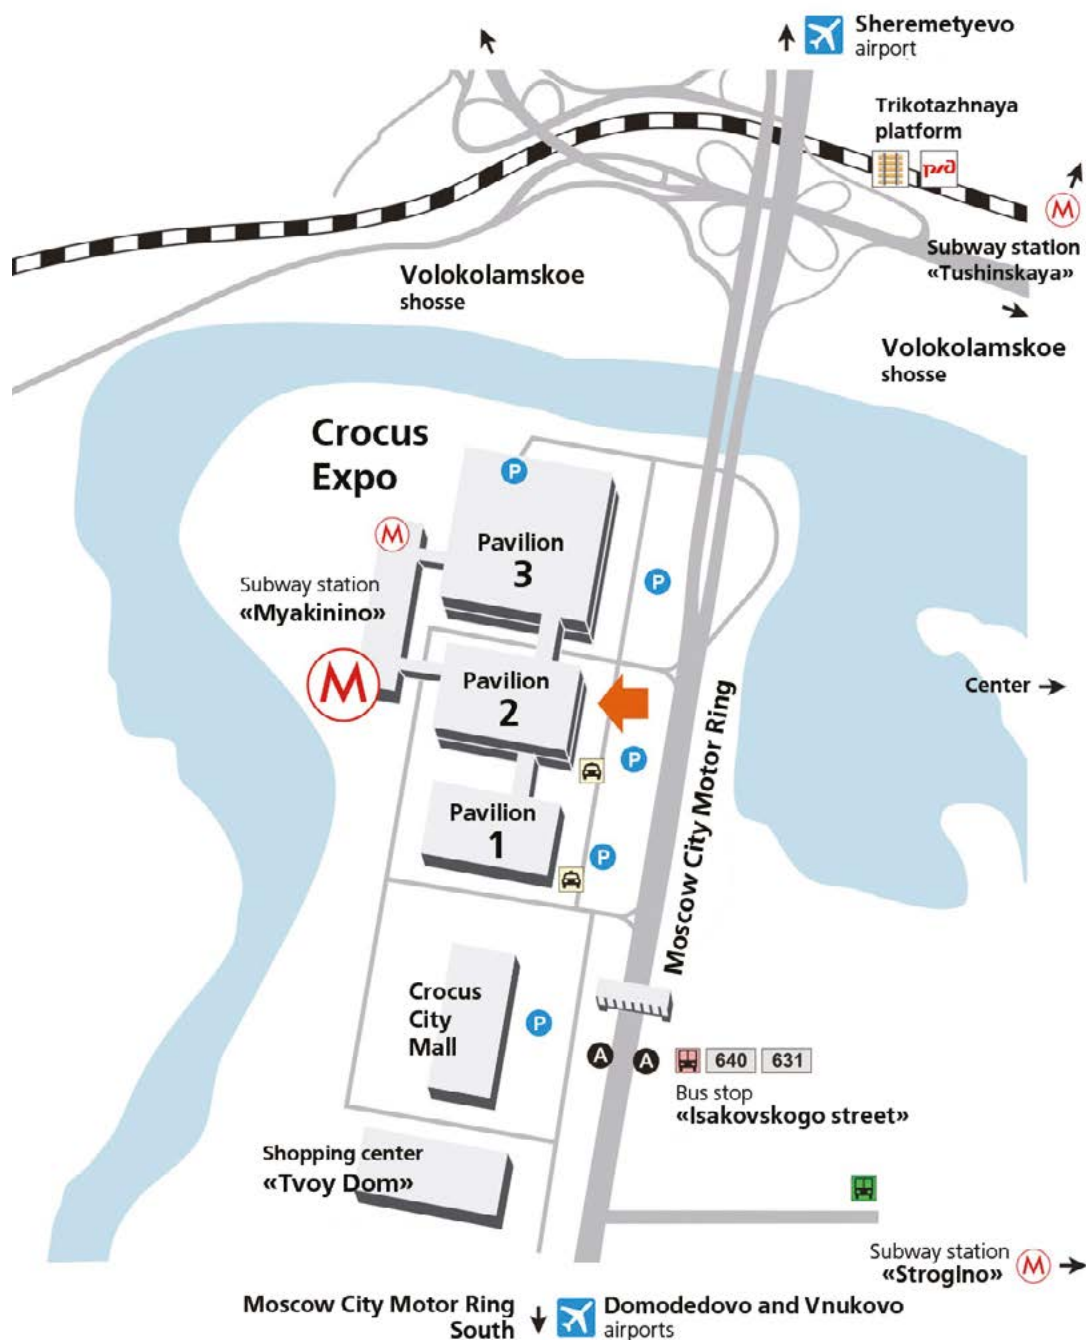 Sheremetyevo
airport
Trikotazhnaya
platform
ржд
M
Subway station
«Tushinskaya»
Volokolamskoe
shosse
Volokolamskoe
shosse
Crocus
Expo
P
Pavilion
3
M
Subway station
«Myakinino»
M
P
Pavilion
2
Center
Moscow City Motor Ring
P
Pavilion
1
P
Crocus
City
Mall
P
A A 640 631
Bus stop
«Isakovskogo street»
Shopping center
«Tvoy Dom»
Subway station
«Strogino» M
Moscow City Motor Ring
South
Domodedovo and Vnukovo
airports